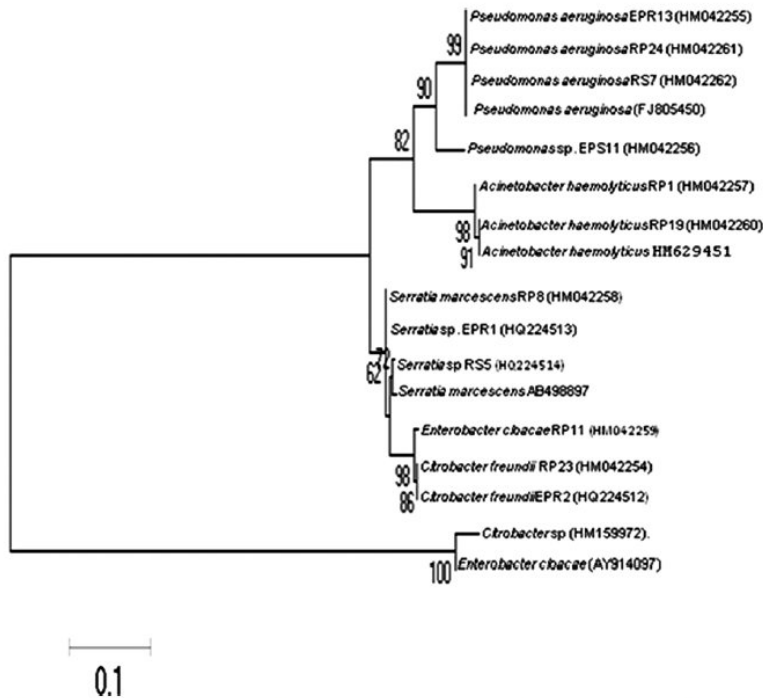 Pseudomonas aeruginosa EPR13 (HM042255)
99
Pseudomonas aeruginosa RP24 (HM042261)
90
Pseudomonas aeruginosa RS7 (HM042262)
Pseudomonas aeruginosa (FJ805450)
82
Pseudomonas sp. EPS11 (HM042256)
Acinetobacter haemolyticus RP1 (HM042257)
98
Acinetobacter haemolyticus RP19 (HM042260)
91
Acinetobacter haemolyticus HM629451
Serratia marcescens RP8 (HM042258)
Serratia sp. EPR1 (HQ224513)
72
62
Serratia sp RS5 (HQ224514)
Serratia marcescens AB498897
Enterobacter cloacae RP11 (HM042259)
98
Citrobacter freundii RP23 (HM042254)
86
Citrobacter freundii EPR2 (HQ224512)
Citrobacter sp (HM159972).
100
Enterobacter cloacae (AY914097)
0.1